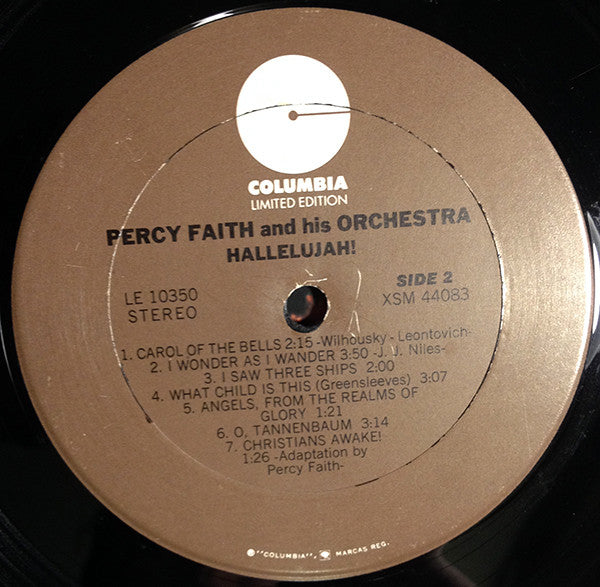 COLUMBIA
LIMITED EDITION
PERCY FAITH and his ORCHESTRA
HALLELUJAH!
LE 10350
STEREO
SIDE 2
XSM 44083
1. CAROL OF THE BELLS 2:15 -Wilhousky - Leontovich-
2. I WONDER AS I WANDER 3:50 -J. J. Niles-
3. I SAW THREE SHIPS 2:00
4. WHAT CHILD IS THIS (Greensleeves) 3:07
5. ANGELS, FROM THE REALMS OF
GLORY 1:21
6. O, TANNENBAUM 3:14
7. CHRISTIANS AWAKE!
1:26 -Adaptation by
Percy Faith-
"COLUMBIA", MARCAS REG.